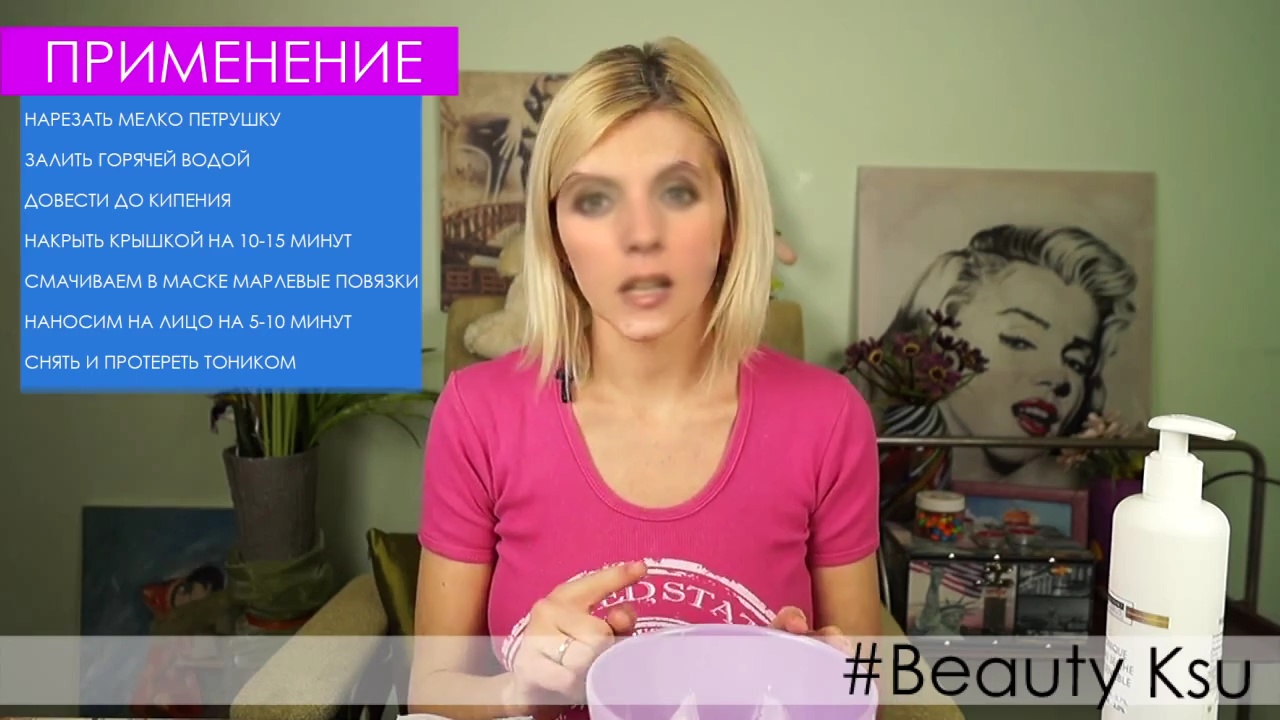 ПРИМЕНЕНИЕ
НАРЕЗАТЬ МЕЛКО ПЕТРУШКУ
ЗАЛИТЬ ГОРЯЧЕЙ ВОДОЙ
ДОВЕСТИ ДО КИПЕНИЯ
НАКРЫТЬ КРЫШКОЙ НА 10-15 МИНУТ
СМАЧИВАЕМ В МАСКЕ МАРЛЕВЫЕ ПОВЯЗКИ
НАНОСИМ НА ЛИЦО НА 5-10 МИНУТ
СНЯТЬ И ПРОТЕРЕТЬ ТОНИКОМ
#Beauty Ksu